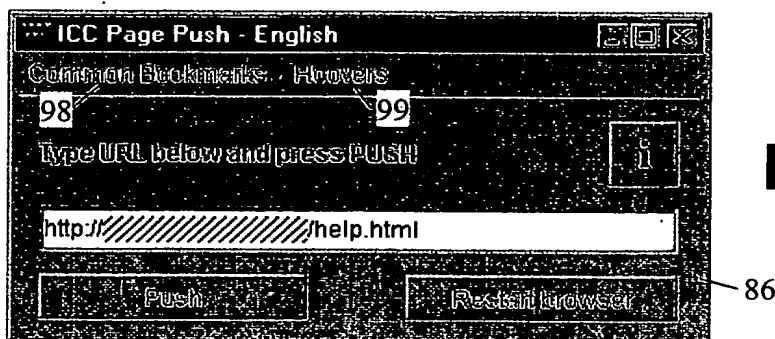 ICC Page Push - English
Common Bookmarks Hoovers
98 99
Type URL below and press PUSH
i
http:// /help.html
Push Restart browser
86